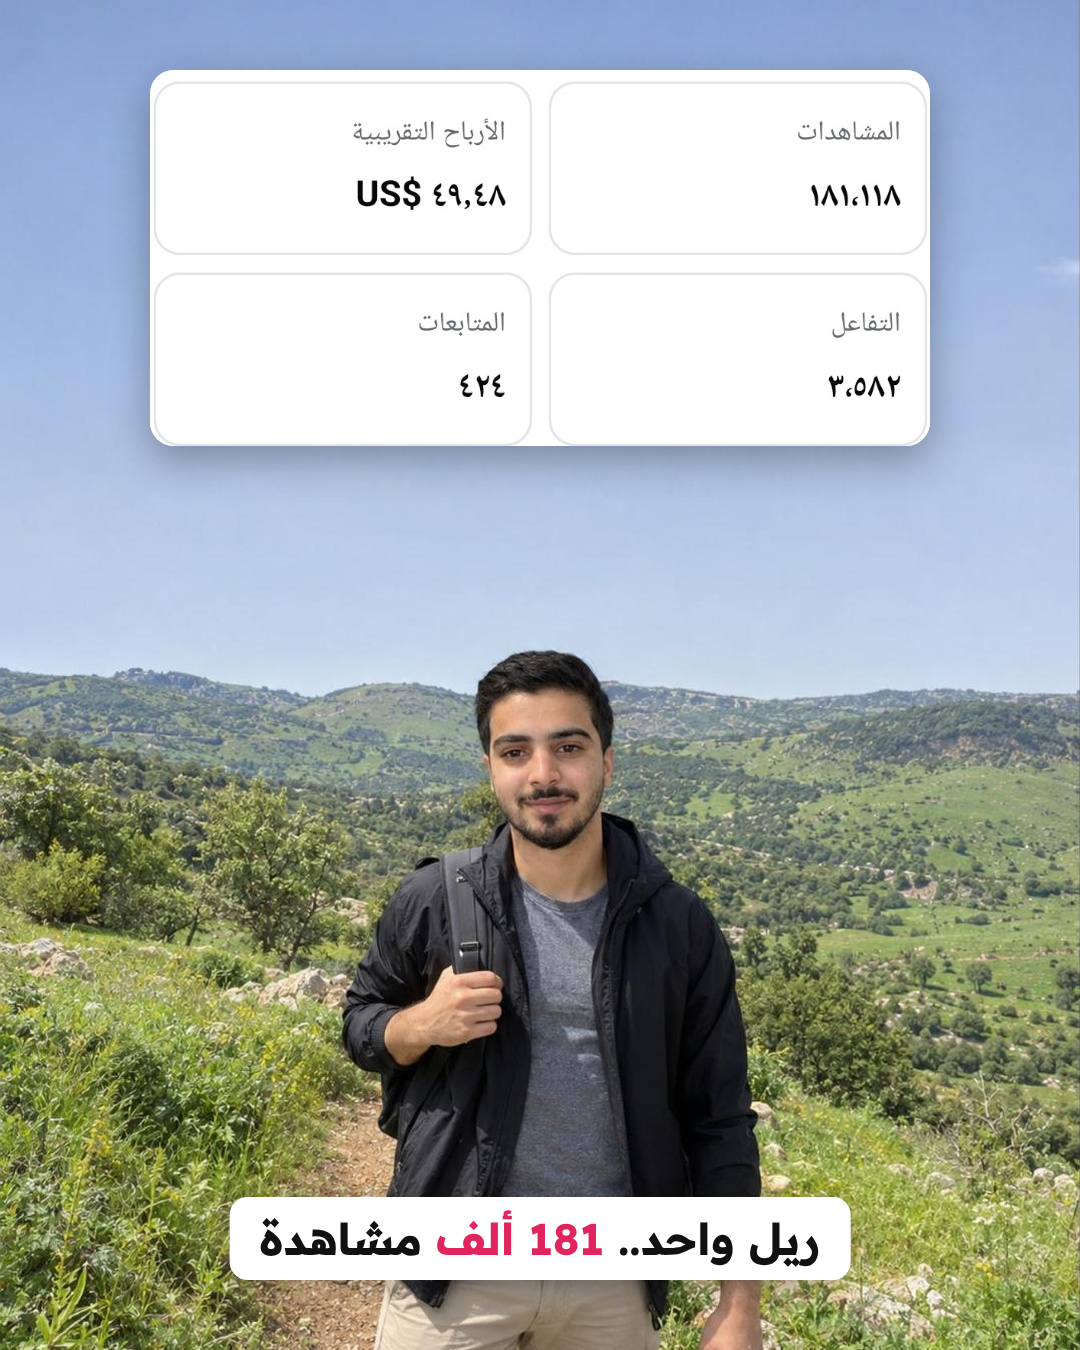 المشاهدات
١٨١،١١٨
الأرباح التقريبية
US$ ٤٩,٤٨
التفاعل
٣،٥٨٢
المتابعات
٤٢٤
ريل واحد.. 181 ألف مشاهدة